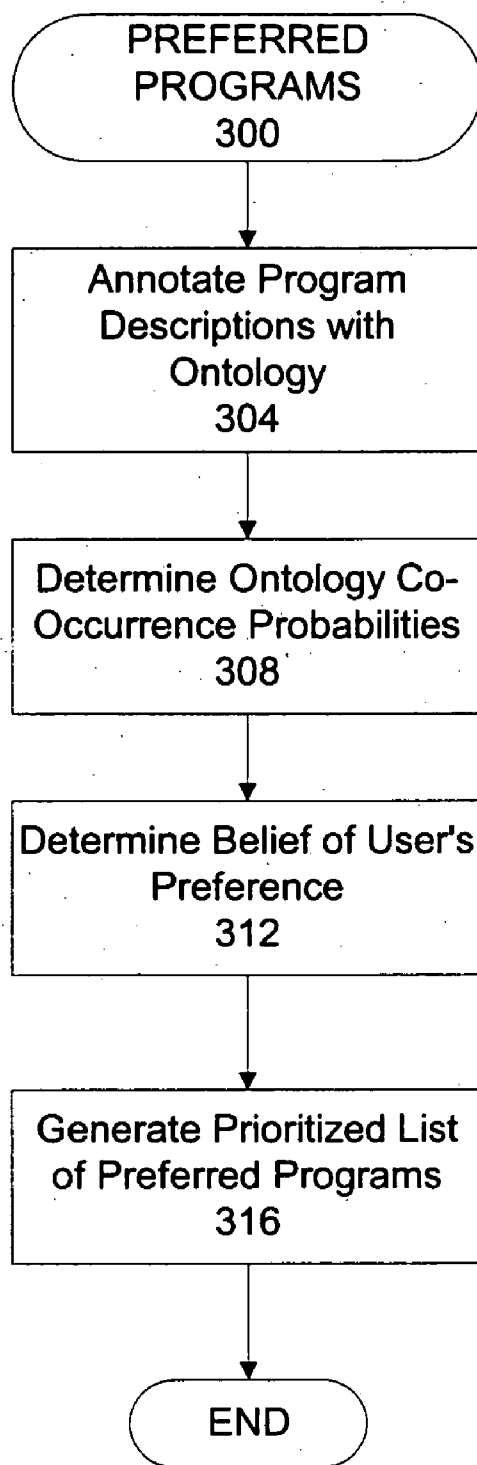 PREFERRED
PROGRAMS
300
Annotate Program
Descriptions with
Ontology
304
Determine Ontology Co-
Occurrence Probabilities
308
Determine Belief of User's
Preference
312
Generate Prioritized List
of Preferred Programs
316
END